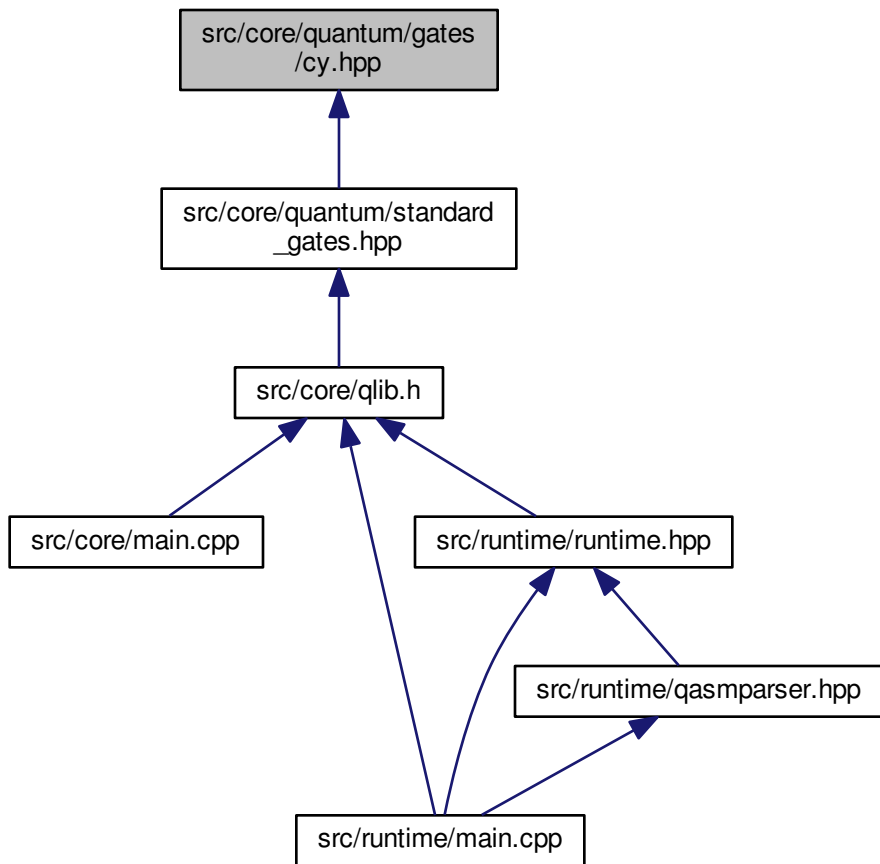 src/core/quantum/gates
/cy.hpp
src/core/quantum/standard
_gates.hpp
src/core/qlib.h
src/core/main.cpp
src/runtime/runtime.hpp
src/runtime/qasmparser.hpp
src/runtime/main.cpp